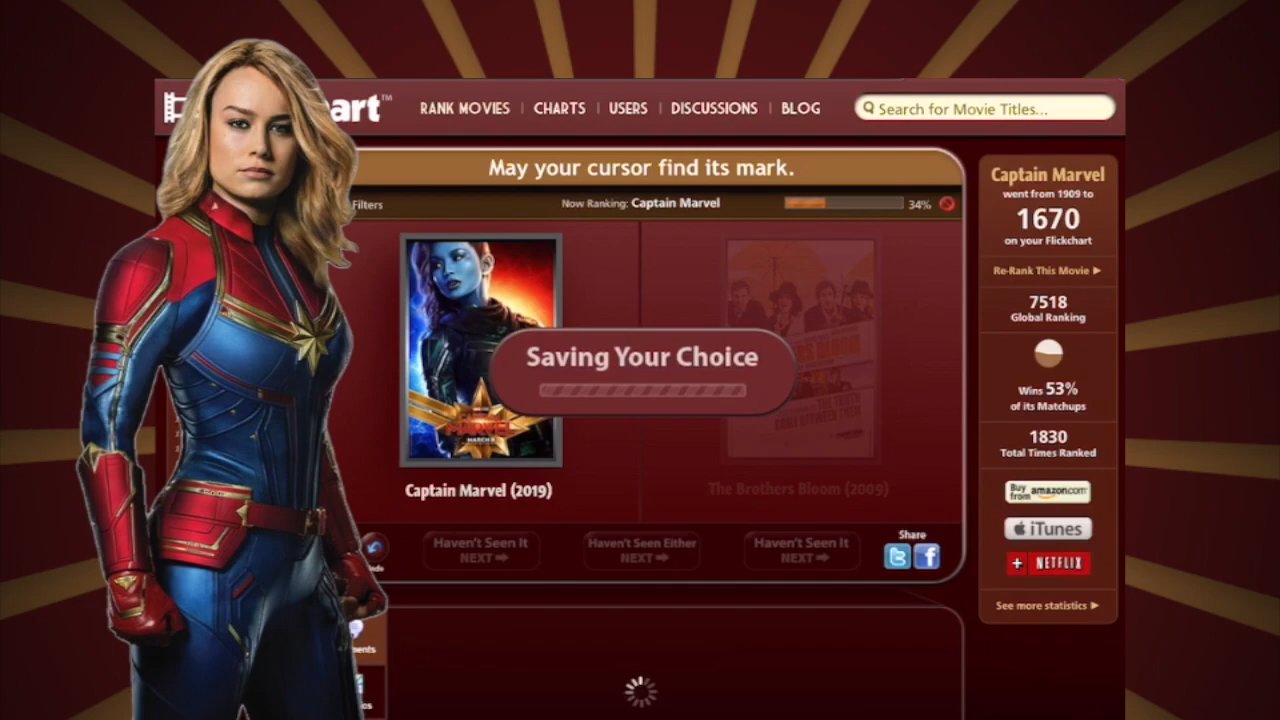 art™
RANK MOVIES
CHARTS
USERS
DISCUSSIONS
BLOG
Search for Movie Titles...
May your cursor find its mark.
Filters
Now Ranking: Captain Marvel
34%
Captain Marvel
went from 1909 to
1670
on your Flickchart
Re-Rank This Movie
7518
Global Ranking
Wins 53%
of its Matchups
1830
Total Times Ranked
Buy from amazon.com
iTunes
+ NETFLIX
See more statistics
MARVEL
MARCH 8
Saving Your Choice
Captain Marvel (2019)
The Brothers Bloom (2009)
Haven't Seen It
NEXT
Haven't Seen Either
NEXT
Haven't Seen It
NEXT
Share